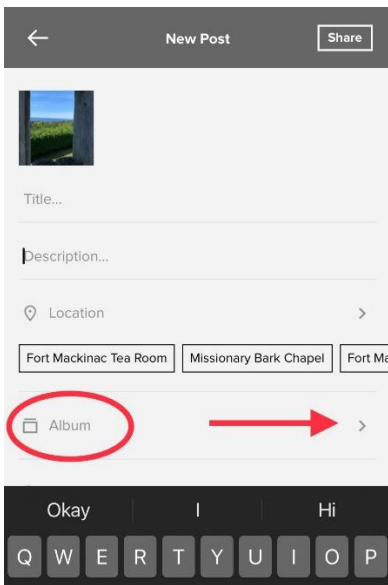 New Post Share
Title...
Description...
Location
Fort Mackinac Tea Room Missionary Bark Chapel Fort Ma
Album
Okay I Hi
Q W E R T Y U I O P